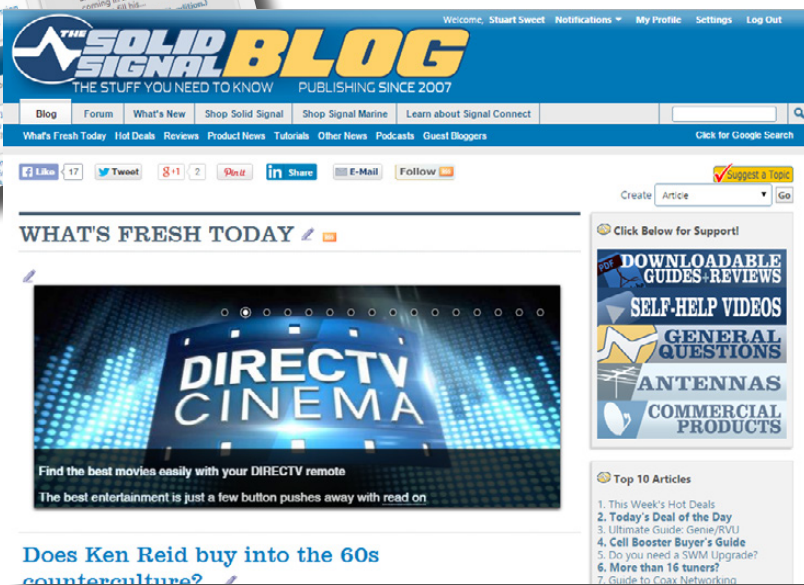 coming in
fill his...
Welcome, Stuart Sweet Notifications My Profile Settings Log Out
THE SOLID SIGNAL BLOG
THE STUFF YOU NEED TO KNOW PUBLISHING SINCE 2007
Blog Forum What's New Shop Solid Signal Shop Signal Marine Learn about Signal Connect
What's Fresh Today Hot Deals Reviews Product News Tutorials Other News Podcasts Guest Bloggers Click for Google Search
f Like 17 Tweet g+1 2 Pin it in Share E-Mail Follow
Suggest a Topic
Create Article Go
WHAT'S FRESH TODAY
DIRECTV
CINEMA
Find the best movies easily with your DIRECTV remote
The best entertainment is just a few button pushes away with read on
Does Ken Reid buy into the 60s
counterculture?
Click Below for Support!
PDF DOWNLOADABLE
GUIDES+REVIEWS
SELF-HELP VIDEOS
GENERAL
QUESTIONS
ANTENNAS
COMMERCIAL
PRODUCTS
Top 10 Articles
1. This Week's Hot Deals
2. Today's Deal of the Day
3. Ultimate Guide: Genie/RVU
4. Cell Booster Buyer's Guide
5. Do you need a SWM Upgrade?
6. More than 16 tuners?
7. Guide to Coax Networking